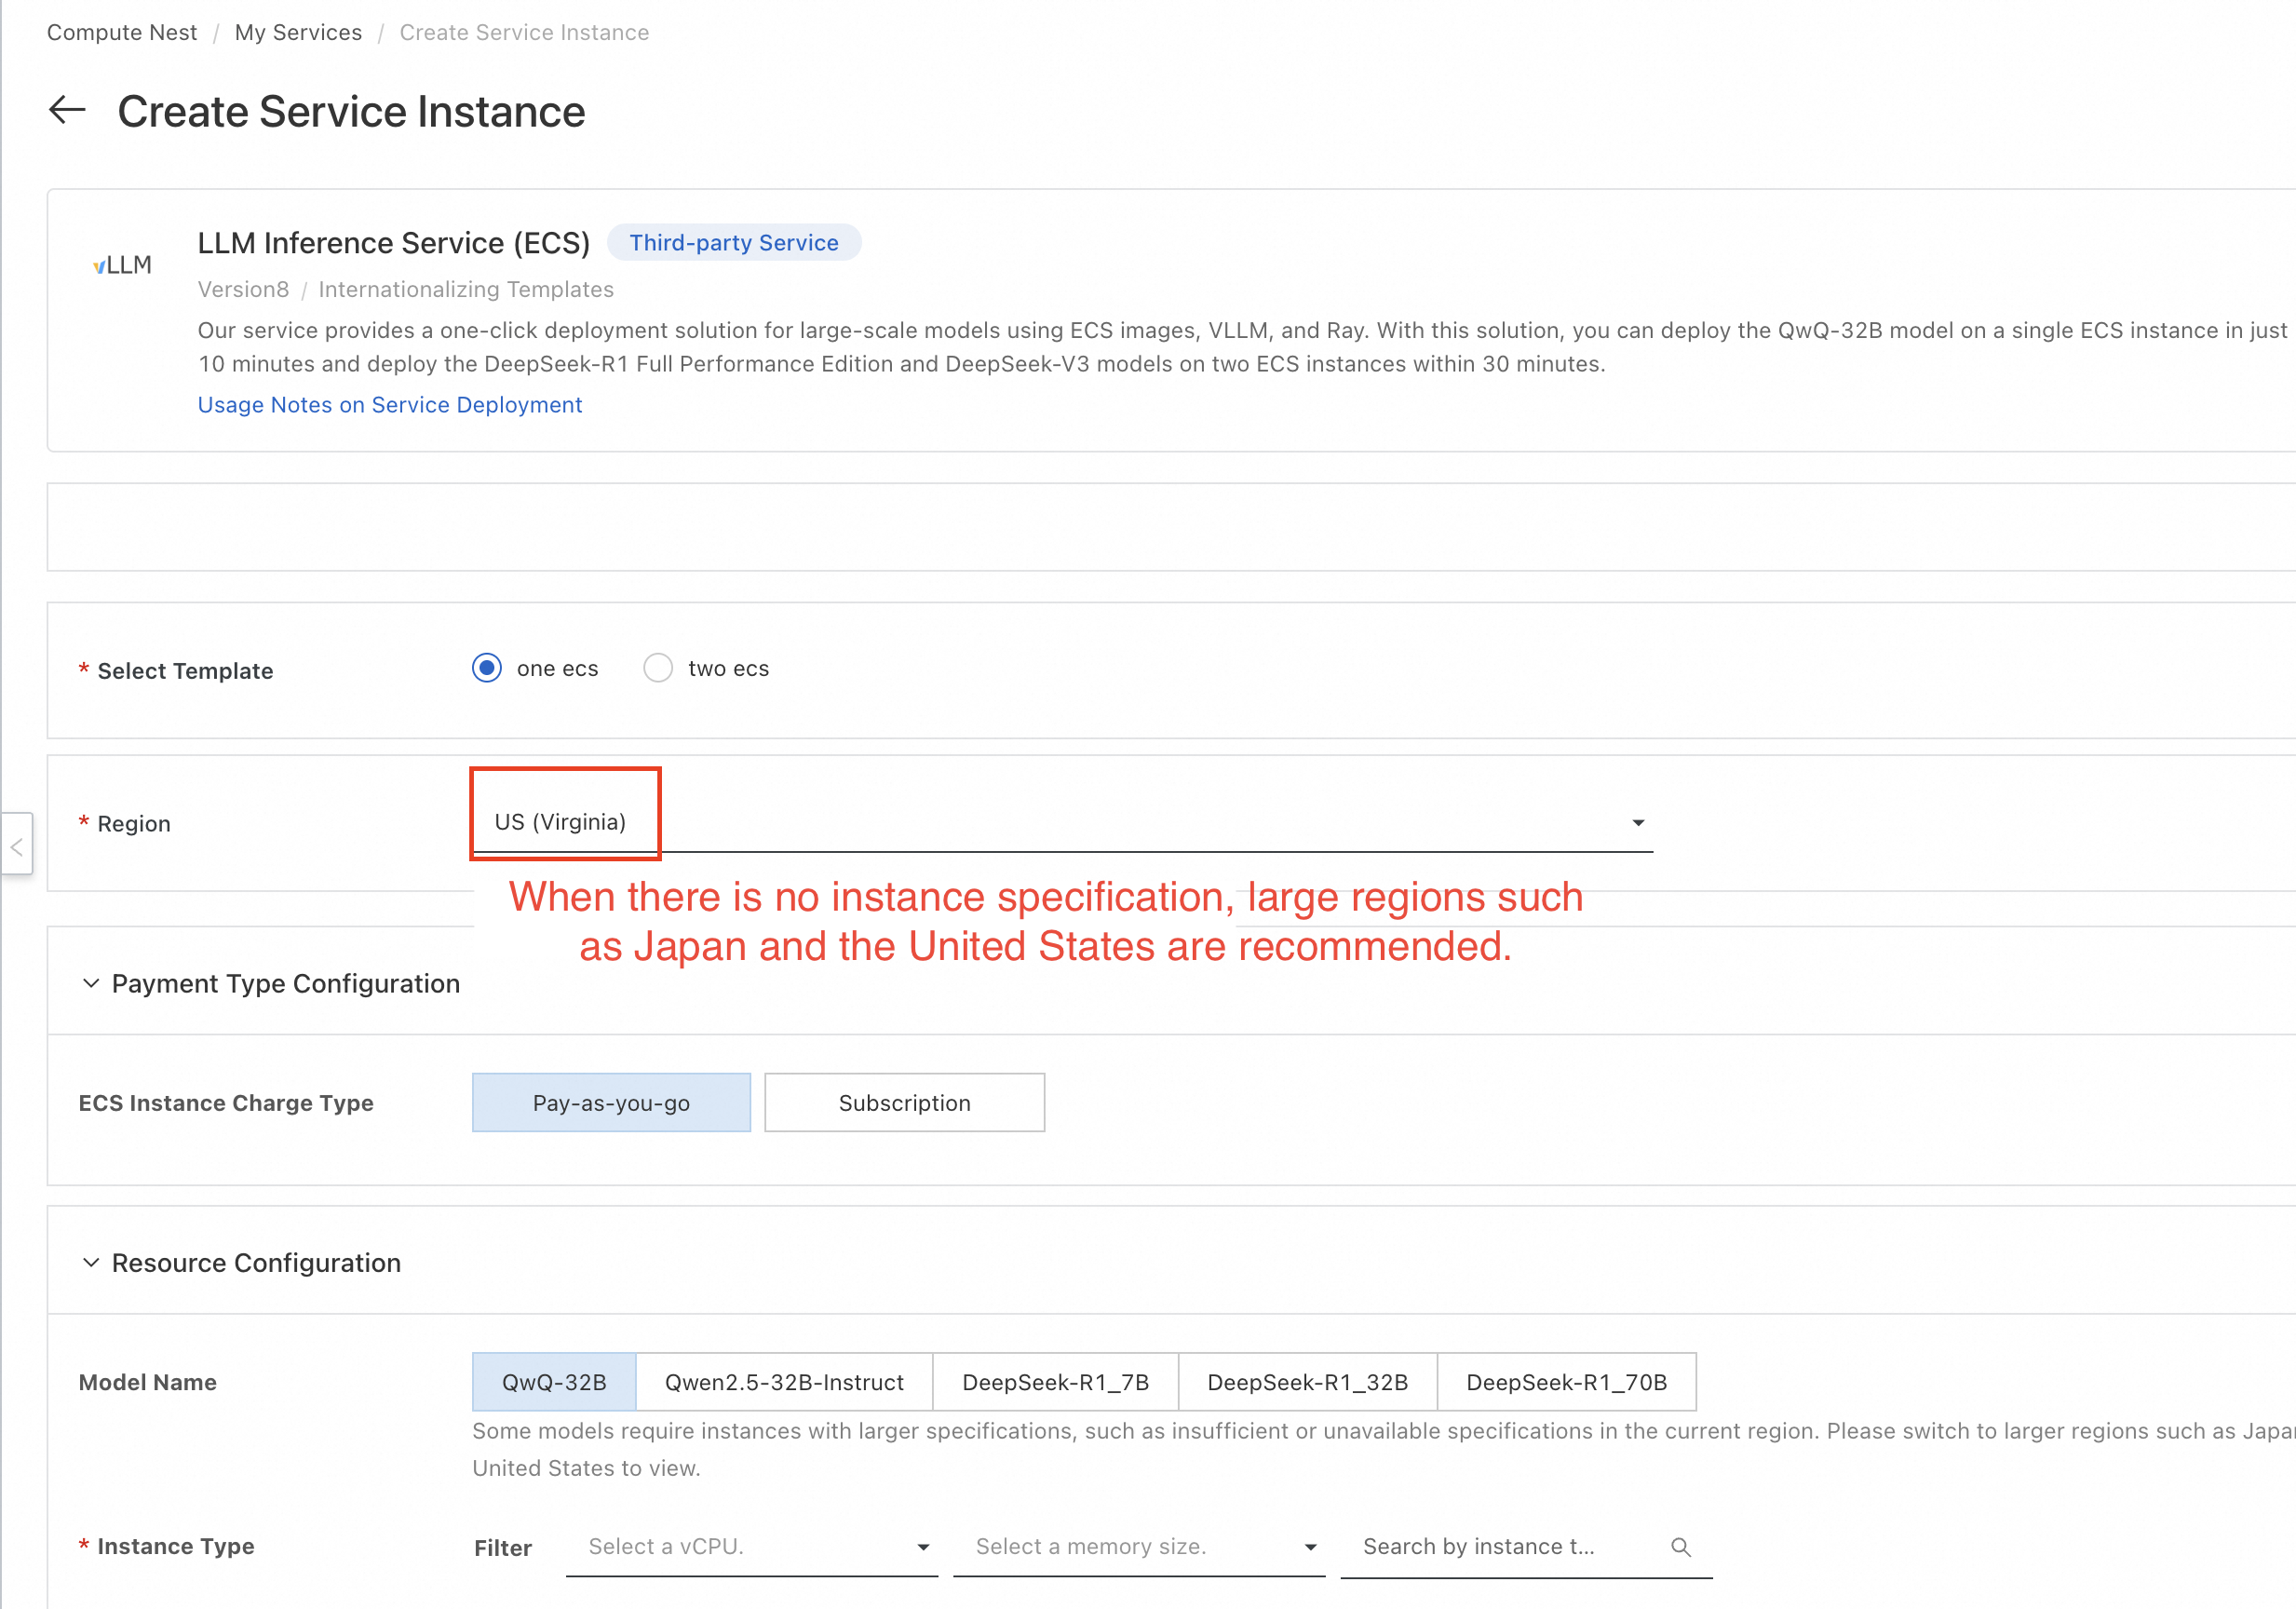 Compute Nest / My Services / Create Service Instance
Create Service Instance
vLLM
LLM Inference Service (ECS) Third-party Service
Version8 / Internationalizing Templates
Our service provides a one-click deployment solution for large-scale models using ECS images, VLLM, and Ray. With this solution, you can deploy the QwQ-32B model on a single ECS instance in just
10 minutes and deploy the DeepSeek-R1 Full Performance Edition and DeepSeek-V3 models on two ECS instances within 30 minutes.
Usage Notes on Service Deployment
* Select Template one ecs two ecs
* Region US (Virginia)
When there is no instance specification, large regions such
as Japan and the United States are recommended.
Payment Type Configuration
ECS Instance Charge Type Pay-as-you-go Subscription
Resource Configuration
Model Name QwQ-32B Qwen2.5-32B-Instruct DeepSeek-R1_7B DeepSeek-R1_32B DeepSeek-R1_70B
Some models require instances with larger specifications, such as insufficient or unavailable specifications in the current region. Please switch to larger regions such as Japan
United States to view.
* Instance Type Filter Select a vCPU. Select a memory size. Search by instance t...